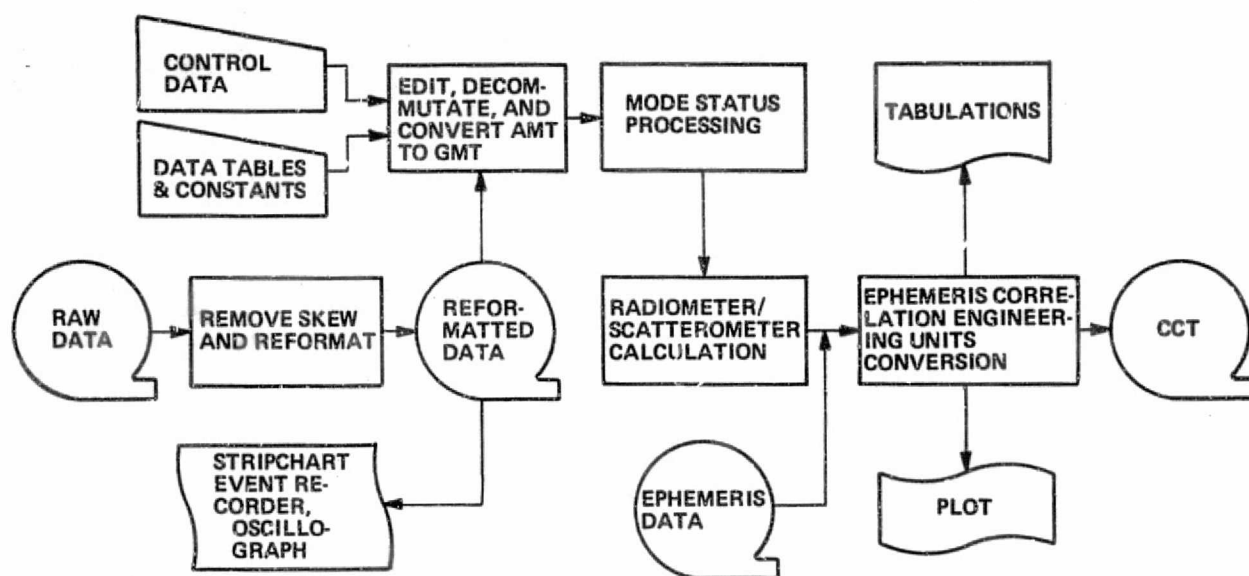 CONTROL
DATA
DATA TABLES
& CONSTANTS
EDIT, DECOM-
MUTATE, AND
CONVERT AMT
TO GMT
MODE STATUS
PROCESSING
TABULATIONS
RAW
DATA
REMOVE SKEW
AND REFORMAT
REFOR-
MATTED
DATA
RADIOMETER/
SCATTEROMETER
CALCULATION
EPHEMERIS CORRE-
LATION ENGINEER-
ING UNITS
CONVERSION
CCT
STRIPCHART
EVENT RE-
CORDER,
OSCILLO-
GRAPH
EPHEMERIS
DATA
PLOT